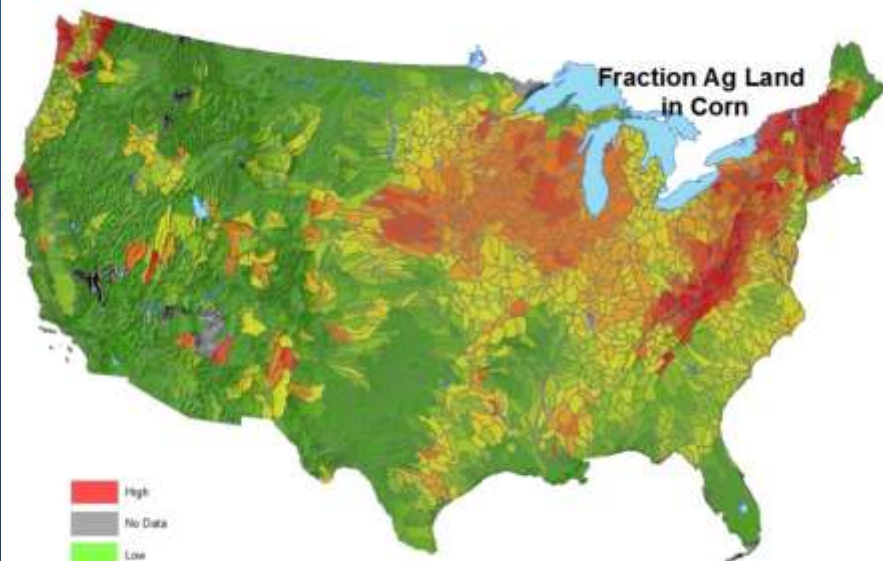 Fraction Ag Land
in Corn
High
No Data
Low